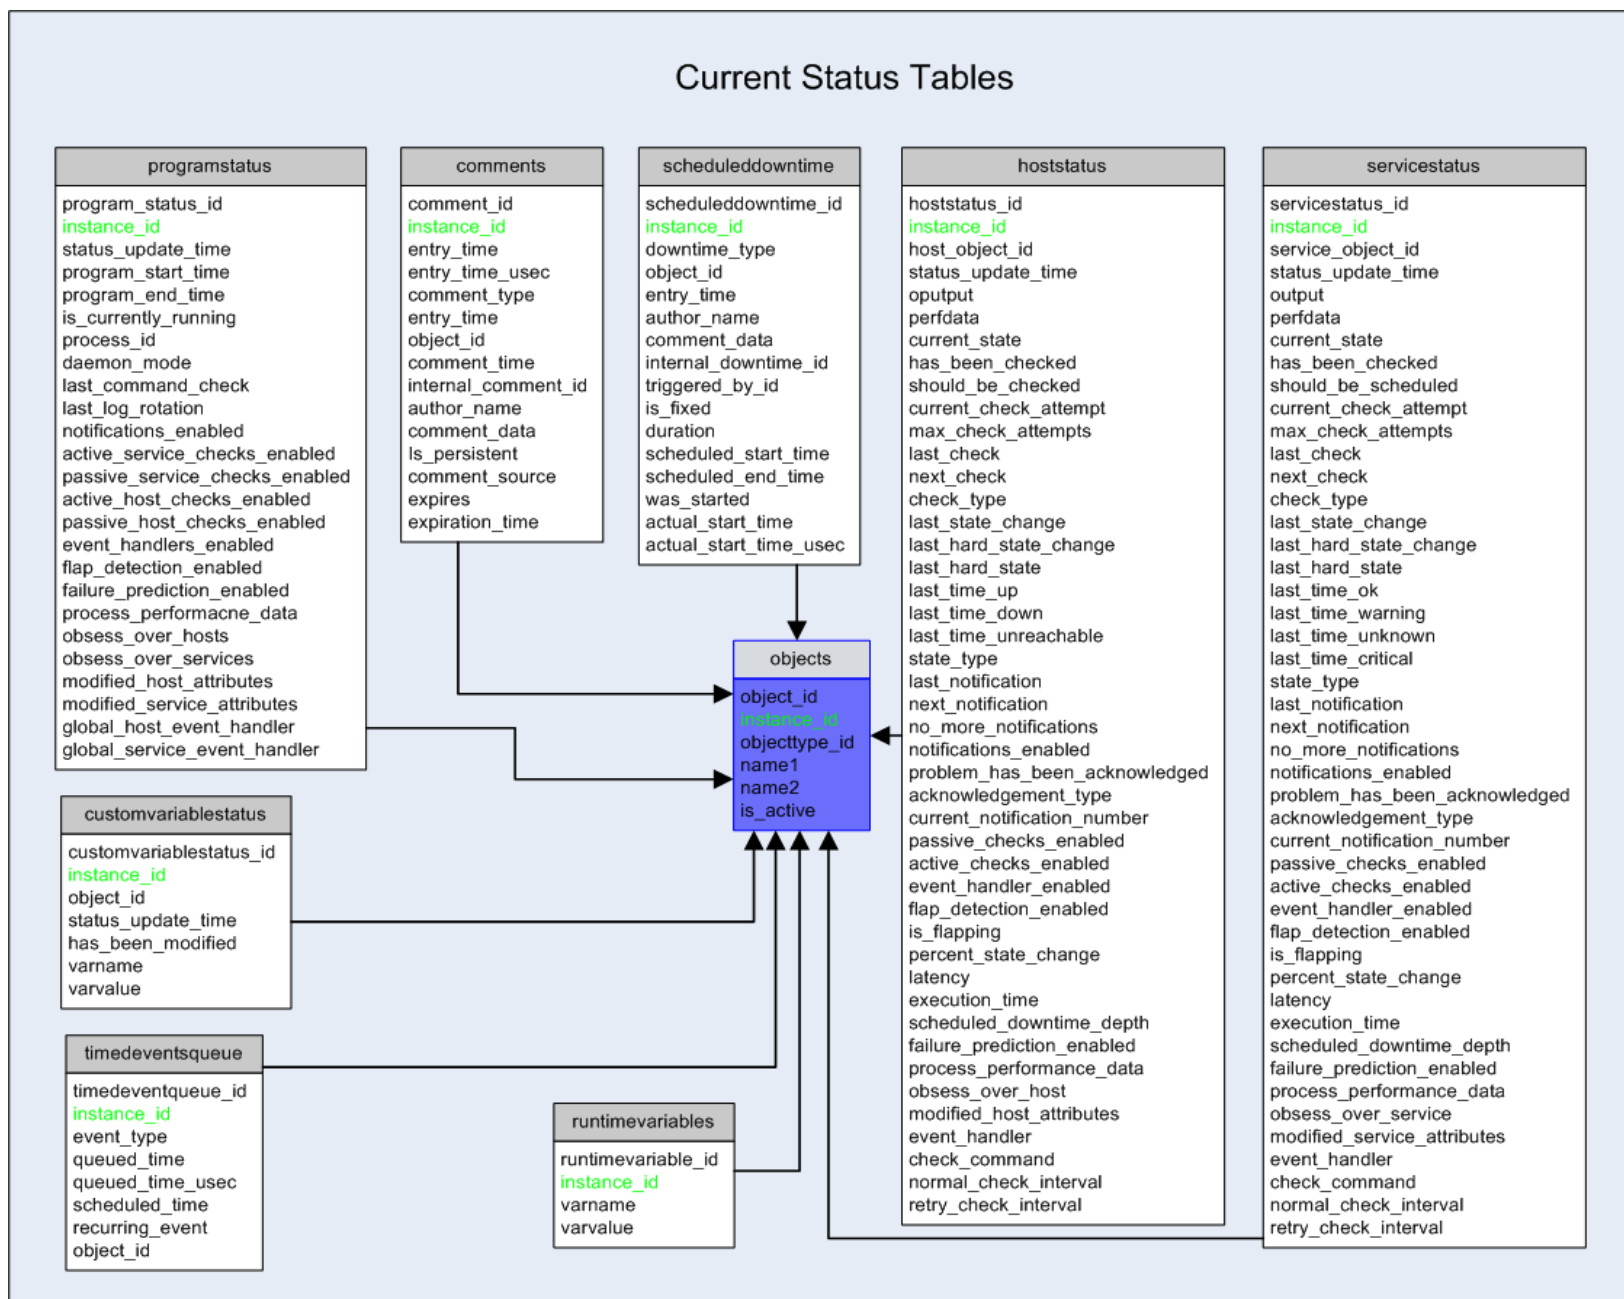 Current Status Tables
programstatus
program_status_id
instance_id
status_update_time
program_start_time
program_end_time
is_currently_running
process_id
daemon_mode
last_command_check
last_log_rotation
notifications_enabled
active_service_checks_enabled
passive_service_checks_enabled
active_host_checks_enabled
passive_host_checks_enabled
event_handlers_enabled
flap_detection_enabled
failure_prediction_enabled
process_performacne_data
obsess_over_hosts
obsess_over_services
modified_host_attributes
modified_service_attributes
global_host_event_handler
global_service_event_handler
comments
comment_id
instance_id
entry_time
entry_time_usec
comment_type
entry_time
object_id
comment_time
internal_comment_id
author_name
comment_data
Is_persistent
comment_source
expires
expiration_time
scheduleddowntime
scheduleddowntime_id
instance_id
downtime_type
object_id
entry_time
author_name
comment_data
internal_downtime_id
triggered_by_id
is_fixed
duration
scheduled_start_time
scheduled_end_time
was_started
actual_start_time
actual_start_time_usec
hoststatus
hoststatus_id
instance_id
host_object_id
status_update_time
oputput
perfdata
current_state
has_been_checked
should_be_checked
current_check_attempt
max_check_attempts
last_check
next_check
check_type
last_state_change
last_hard_state_change
last_hard_state
last_time_up
last_time_down
last_time_unreachable
state_type
last_notification
next_notification
no_more_notifications
notifications_enabled
problem_has_been_acknowledged
acknowledgement_type
current_notification_number
passive_checks_enabled
active_checks_enabled
event_handler_enabled
flap_detection_enabled
is_flapping
percent_state_change
latency
execution_time
scheduled_downtime_depth
failure_prediction_enabled
process_performance_data
obsess_over_host
modified_host_attributes
event_handler
check_command
normal_check_interval
retry_check_interval
servicestatus
servicestatus_id
instance_id
service_object_id
status_update_time
output
perfdata
current_state
has_been_checked
should_be_scheduled
current_check_attempt
max_check_attempts
last_check
next_check
check_type
last_state_change
last_hard_state_change
last_hard_state
last_time_ok
last_time_warning
last_time_unknown
last_time_critical
state_type
last_notification
next_notification
no_more_notifications
notifications_enabled
problem_has_been_acknowledged
acknowledgement_type
current_notification_number
passive_checks_enabled
active_checks_enabled
event_handler_enabled
flap_detection_enabled
is_flapping
percent_state_change
latency
execution_time
scheduled_downtime_depth
failure_prediction_enabled
process_performance_data
obsess_over_service
modified_service_attributes
event_handler
check_command
normal_check_interval
retry_check_interval
objects
object_id
instance_id
objecttype_id
name1
name2
is_active
customvariablestatus
customvariablestatus_id
instance_id
object_id
status_update_time
has_been_modified
varname
varvalue
timedeventsqueue
timedeventqueue_id
instance_id
event_type
queued_time
queued_time_usec
scheduled_time
recurring_event
object_id
runtimevariables
runtimevariable_id
instance_id
varname
varvalue